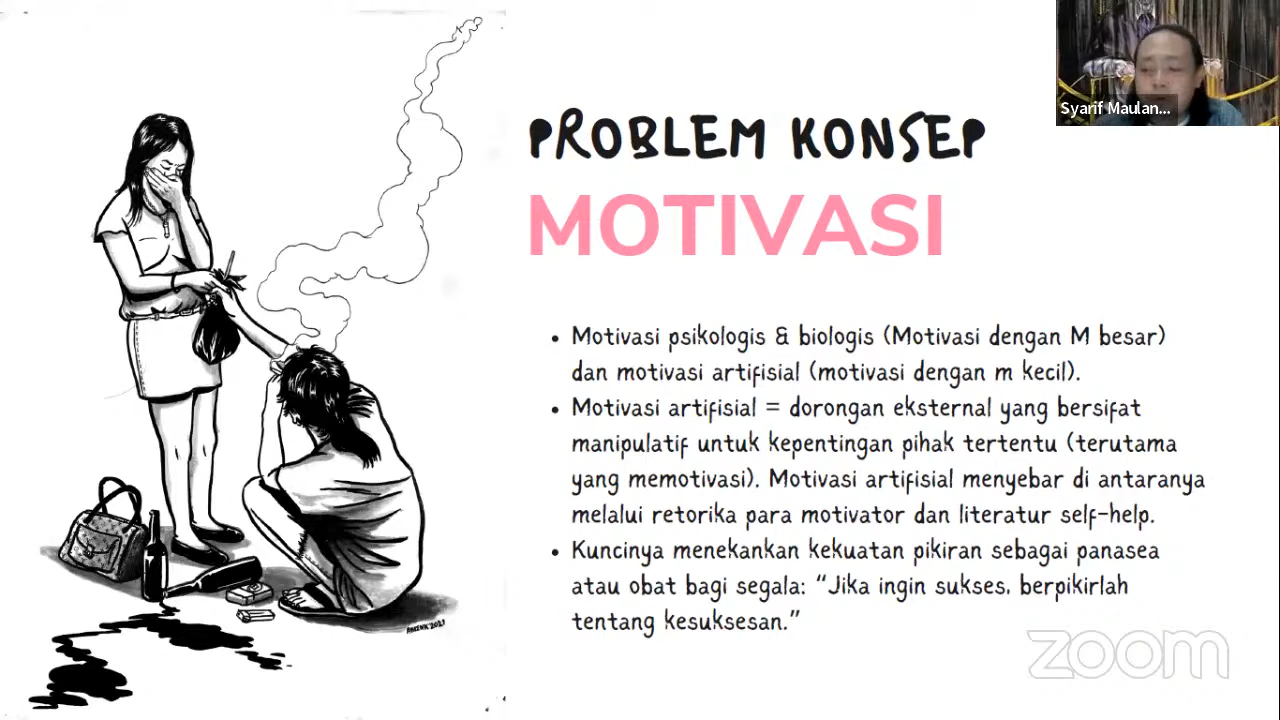 Syarif Maulan...
PROBLEM KONSEP
MOTIVASI
• Motivasi psikologis & biologis (Motivasi dengan M besar)
dan motivasi artifisial (motivasi dengan m kecil).
• Motivasi artifisial = dorongan eksternal yang bersifat
manipulatif untuk kepentingan pihak tertentu (terutama
yang memotivasi). Motivasi artifisial menyebar di antaranya
melalui retorika para motivator dan literatur self-help.
• Kuncinya menekankan kekuatan pikiran sebagai panasea
atau obat bagi segala: “Jika ingin sukses, berpikirlah
tentang kesuksesan.”
zoom